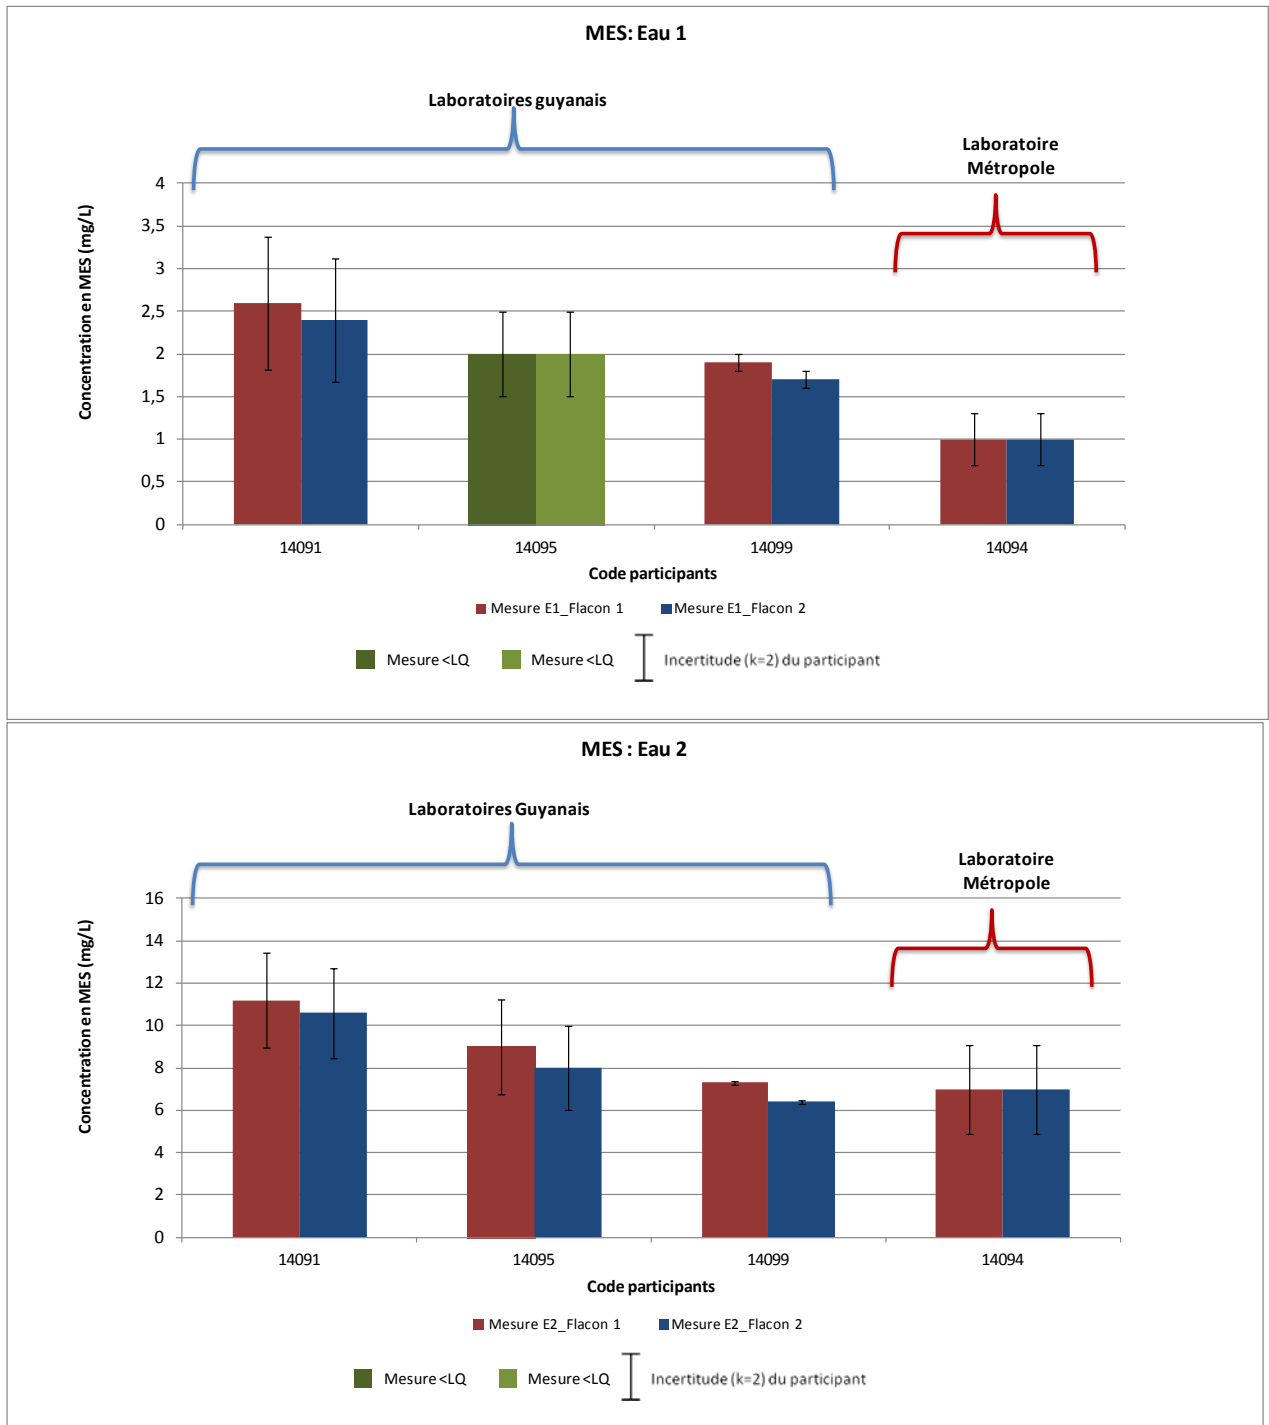 MES: Eau 1
Laboratoires guyanais
Laboratoire
Métropole
Concentration en MES (mg/L)
4
3,5
3
2,5
2
1,5
1
0,5
0
14091 14095 14099 14094
Code participants
Mesure E1_Flacon 1 Mesure E1_Flacon 2
Mesure <LQ Mesure <LQ Incertitude (k=2) du participant
MES : Eau 2
Laboratoires Guyanais
Laboratoire
Métropole
Concentration en MES (mg/L)
16
14
12
10
8
6
4
2
0
14091 14095 14099 14094
Code participants
Mesure E2_Flacon 1 Mesure E2_Flacon 2
Mesure <LQ Mesure <LQ Incertitude (k=2) du participant